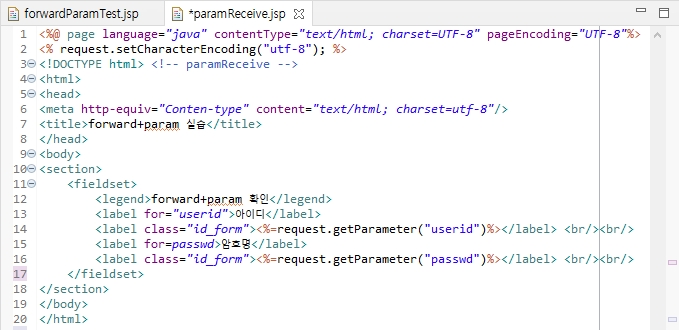 forwardParamTest.jsp
*paramReceive.jsp
1 <%@ page language="java" contentType="text/html; charset=UTF-8" pageEncoding="UTF-8"%>
2 <% request.setCharacterEncoding("utf-8"); %>
3 <!DOCTYPE html> <!-- paramReceive -->
4 <html>
5 <head>
6 <meta http-equiv="Conten-type" content="text/html; charset=utf-8"/>
7 <title>forward+param 실습</title>
8 </head>
9 <body>
10 <section>
11 <fieldset>
12 <legend>forward+param 확인</legend>
13 <label for="userid">아이디</label>
14 <label class="id_form"><%=request.getParameter("userid")%></label> <br/><br/>
15 <label for=passwd>암호명</label>
16 <label class="id_form"><%=request.getParameter("passwd")%></label> <br/><br/>
17 </fieldset>
18 </section>
19 </body>
20 </html>